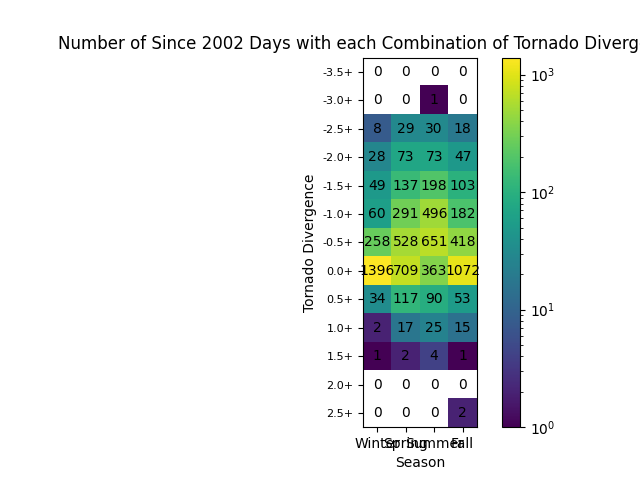 Number of Since 2002 Days with each Combination of Tornado Diverg
-3.5+ 0 0 0 0
-3.0+ 0 0 1 0
-2.5+ 8 29 30 18
-2.0+ 28 73 73 47
-1.5+ 49 137 198 103
-1.0+ 60 291 496 182
-0.5+ 258 528 651 418
0.0+ 1396 709 363 1072
0.5+ 34 117 90 53
1.0+ 2 17 25 15
1.5+ 1 2 4 1
2.0+ 0 0 0 0
2.5+ 0 0 0 2
Winter Spring Summer Fall
Season
Tornado Divergence
10³
10²
10¹
10⁰